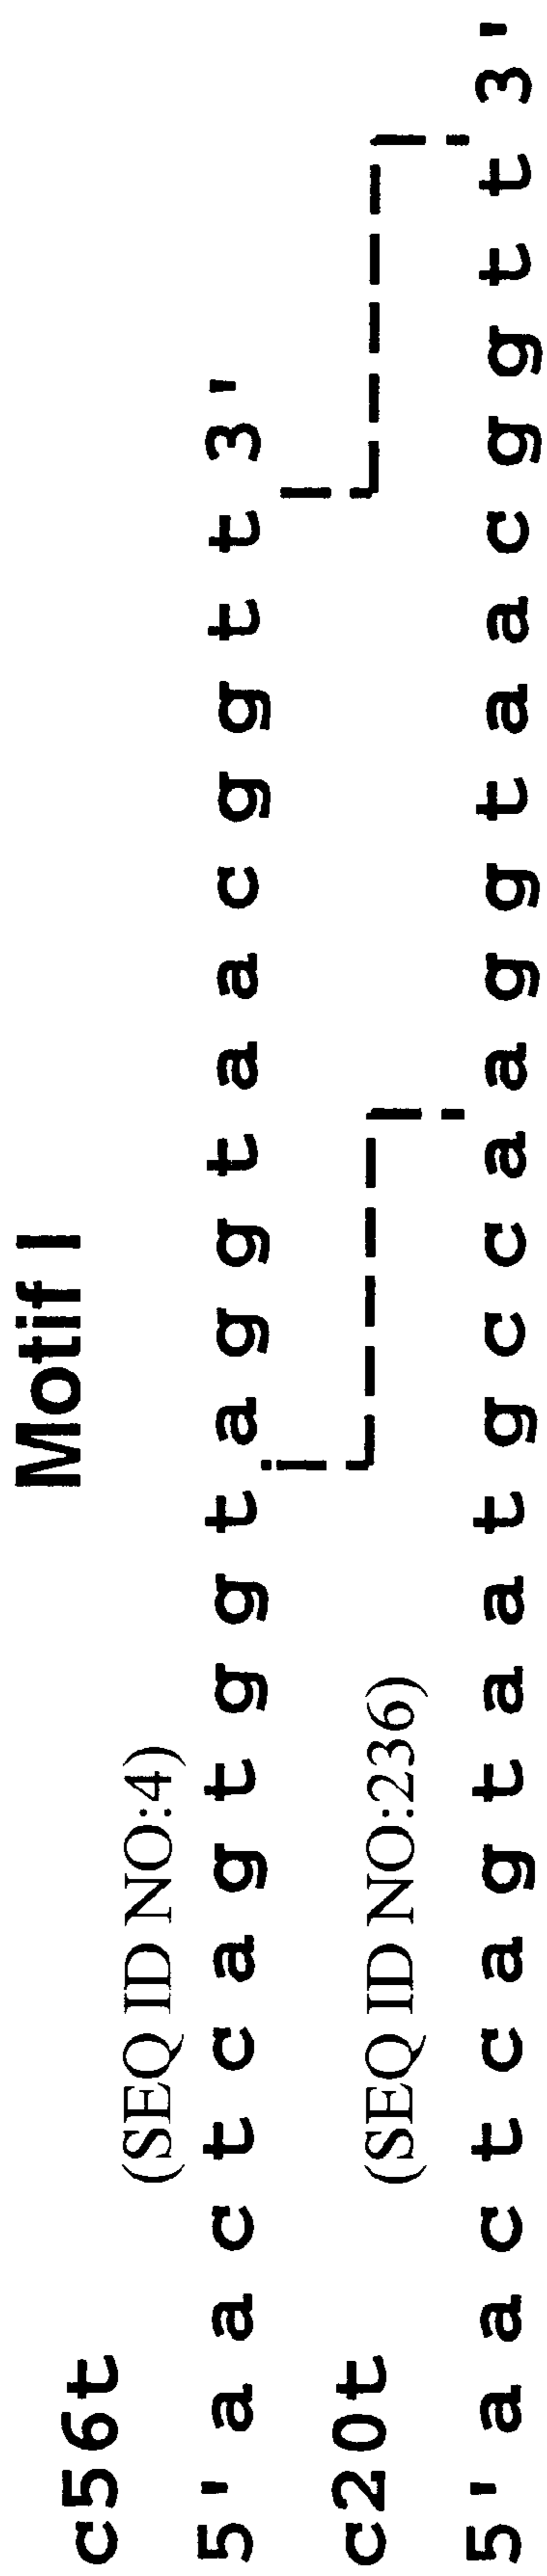 Motif I
c56t
(SEQ ID NO:4)
5' a a c t c a g t g g t a g g t a a c g g t t 3'
c20t
(SEQ ID NO:236)
5' a a c t c a g t a a t g c c a a g g t a a c g g t t 3'